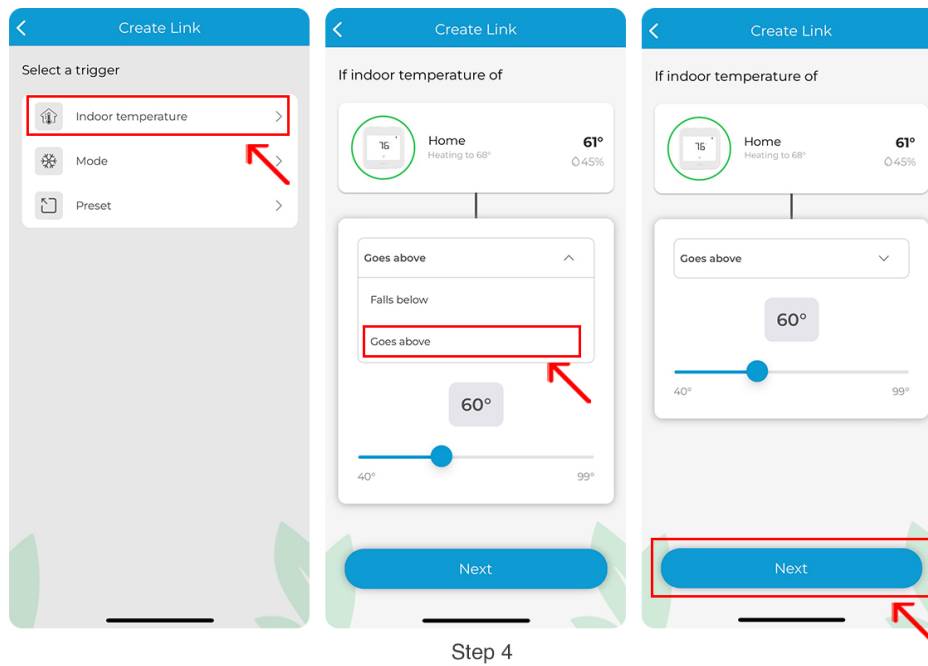 Create Link
Select a trigger
Indoor temperature
Mode
Preset
Create Link
If indoor temperature of
76
Home
Heating to 68°
61°
45%
Goes above
Falls below
Goes above
60°
40°
99°
Next
Create Link
If indoor temperature of
76
Home
Heating to 68°
61°
45%
Goes above
60°
40°
99°
Next
Step 4